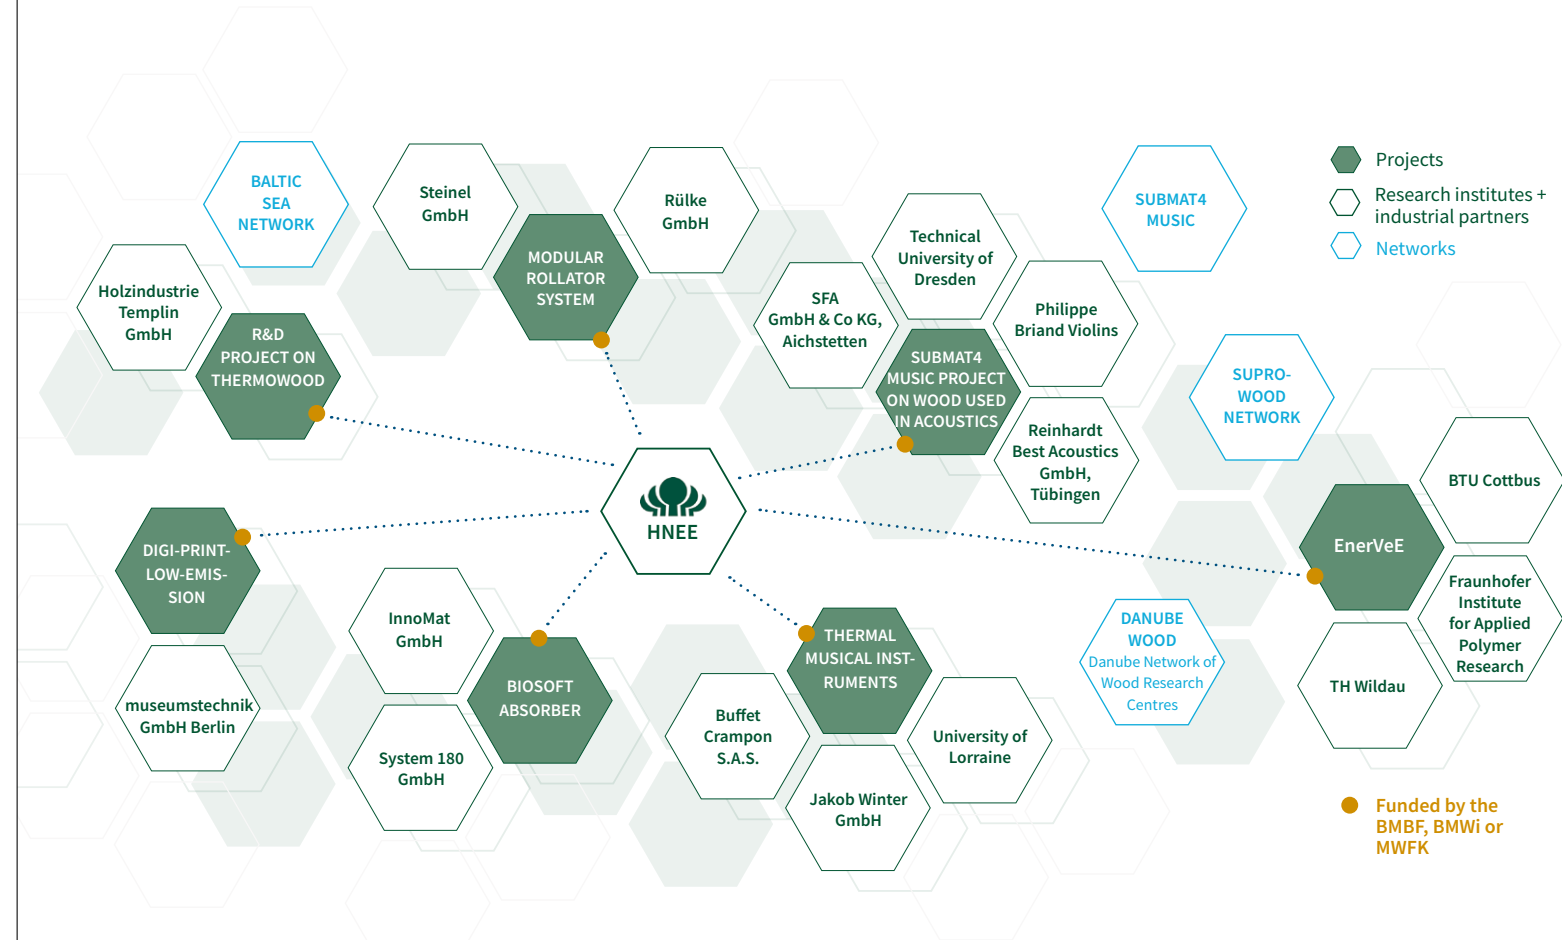 BALTIC
SEA
NETWORK
Steinel
GmbH
Rülke
GmbH
MODULAR
ROLLATOR
SYSTEM
Holzindustrie
Templin
GmbH
R&D
PROJECT ON
THERMOWOOD
Technical
University of
Dresden
SFA
GmbH & Co KG,
Aichstetten
Philippe
Briand Violins
SUBMAT4
MUSIC PROJECT
ON WOOD USED
IN ACOUSTICS
Reinhardt
Best Acoustics
GmbH,
Tübingen
SUBMAT4
MUSIC
Projects
Research institutes +
industrial partners
Networks
SUPRO-
WOOD
NETWORK
HNEE
BTU Cottbus
EnerVeE
Fraunhofer
Institute
for Applied
Polymer
Research
TH Wildau
DIGI-PRINT-
LOW-EMIS-
SION
museumstechnik
GmbH Berlin
InnoMat
GmbH
BIOSOFT
ABSORBER
System 180
GmbH
THERMAL
MUSICAL INST-
RUMENTS
Buffet
Crampon
S.A.S.
University of
Lorraine
Jakob Winter
GmbH
DANUBE
WOOD
Danube Network of
Wood Research
Centres
Funded by the
BMBF, BMWi or
MWFK